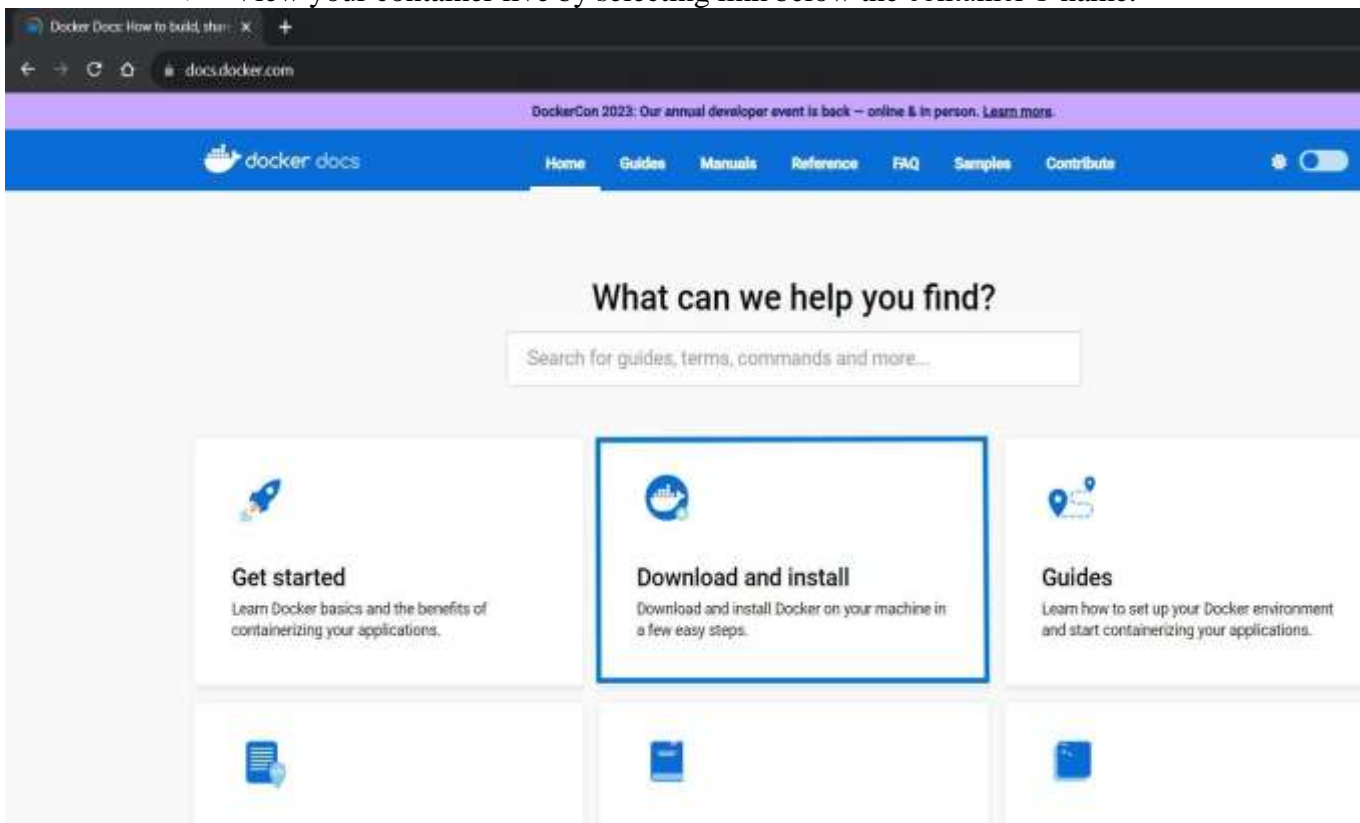 View your container live by selecting link below the container's name.
Docker Docs: How to build, shar
docs.docker.com
DockerCon 2023: Our annual developer event is back — online & in person. Learn more.
docker docs
Home Guides Manuals Reference FAQ Samples Contribute
What can we help you find?
Search for guides, terms, commands and more...
Get started
Learn Docker basics and the benefits of
containerizing your applications.
Download and install
Download and install Docker on your machine in
a few easy steps.
Guides
Learn how to set up your Docker environment
and start containerizing your applications.